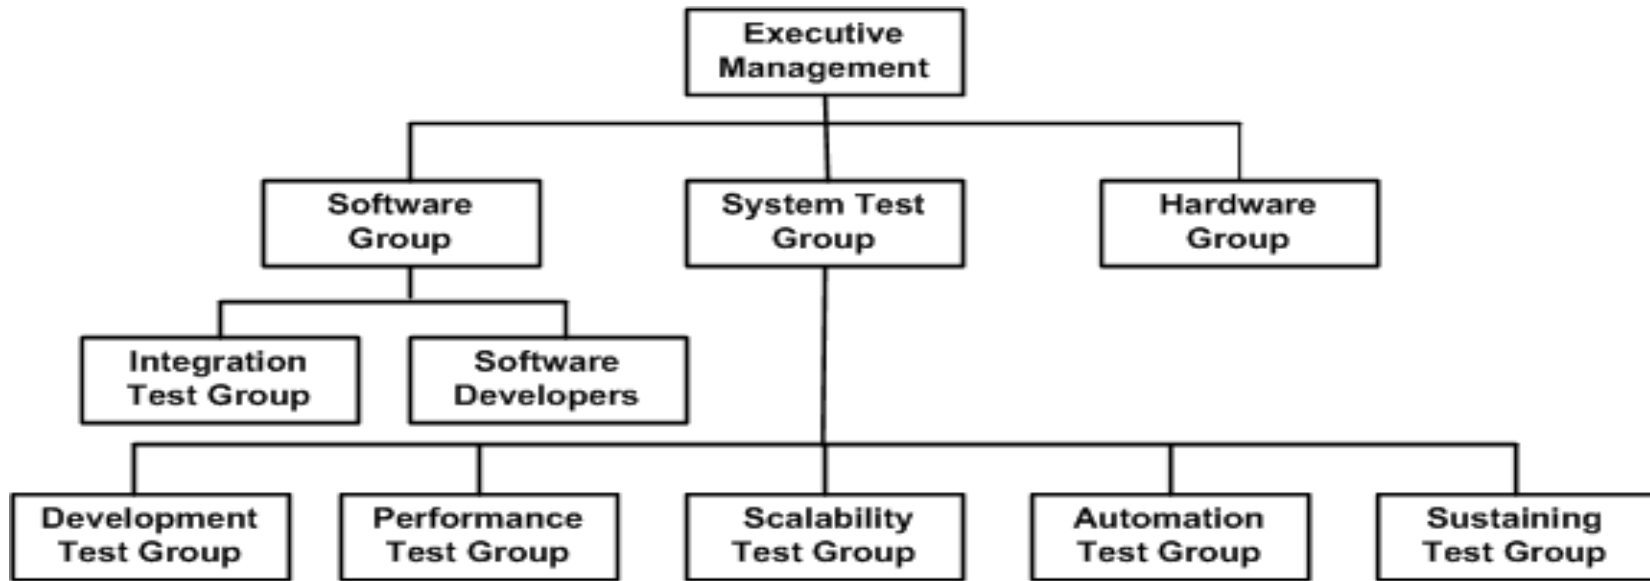 Executive
Management
Software
Group
System Test
Group
Hardware
Group
Integration
Test Group
Software
Developers
Development
Test Group
Performance
Test Group
Scalability
Test Group
Automation
Test Group
Sustaining
Test Group